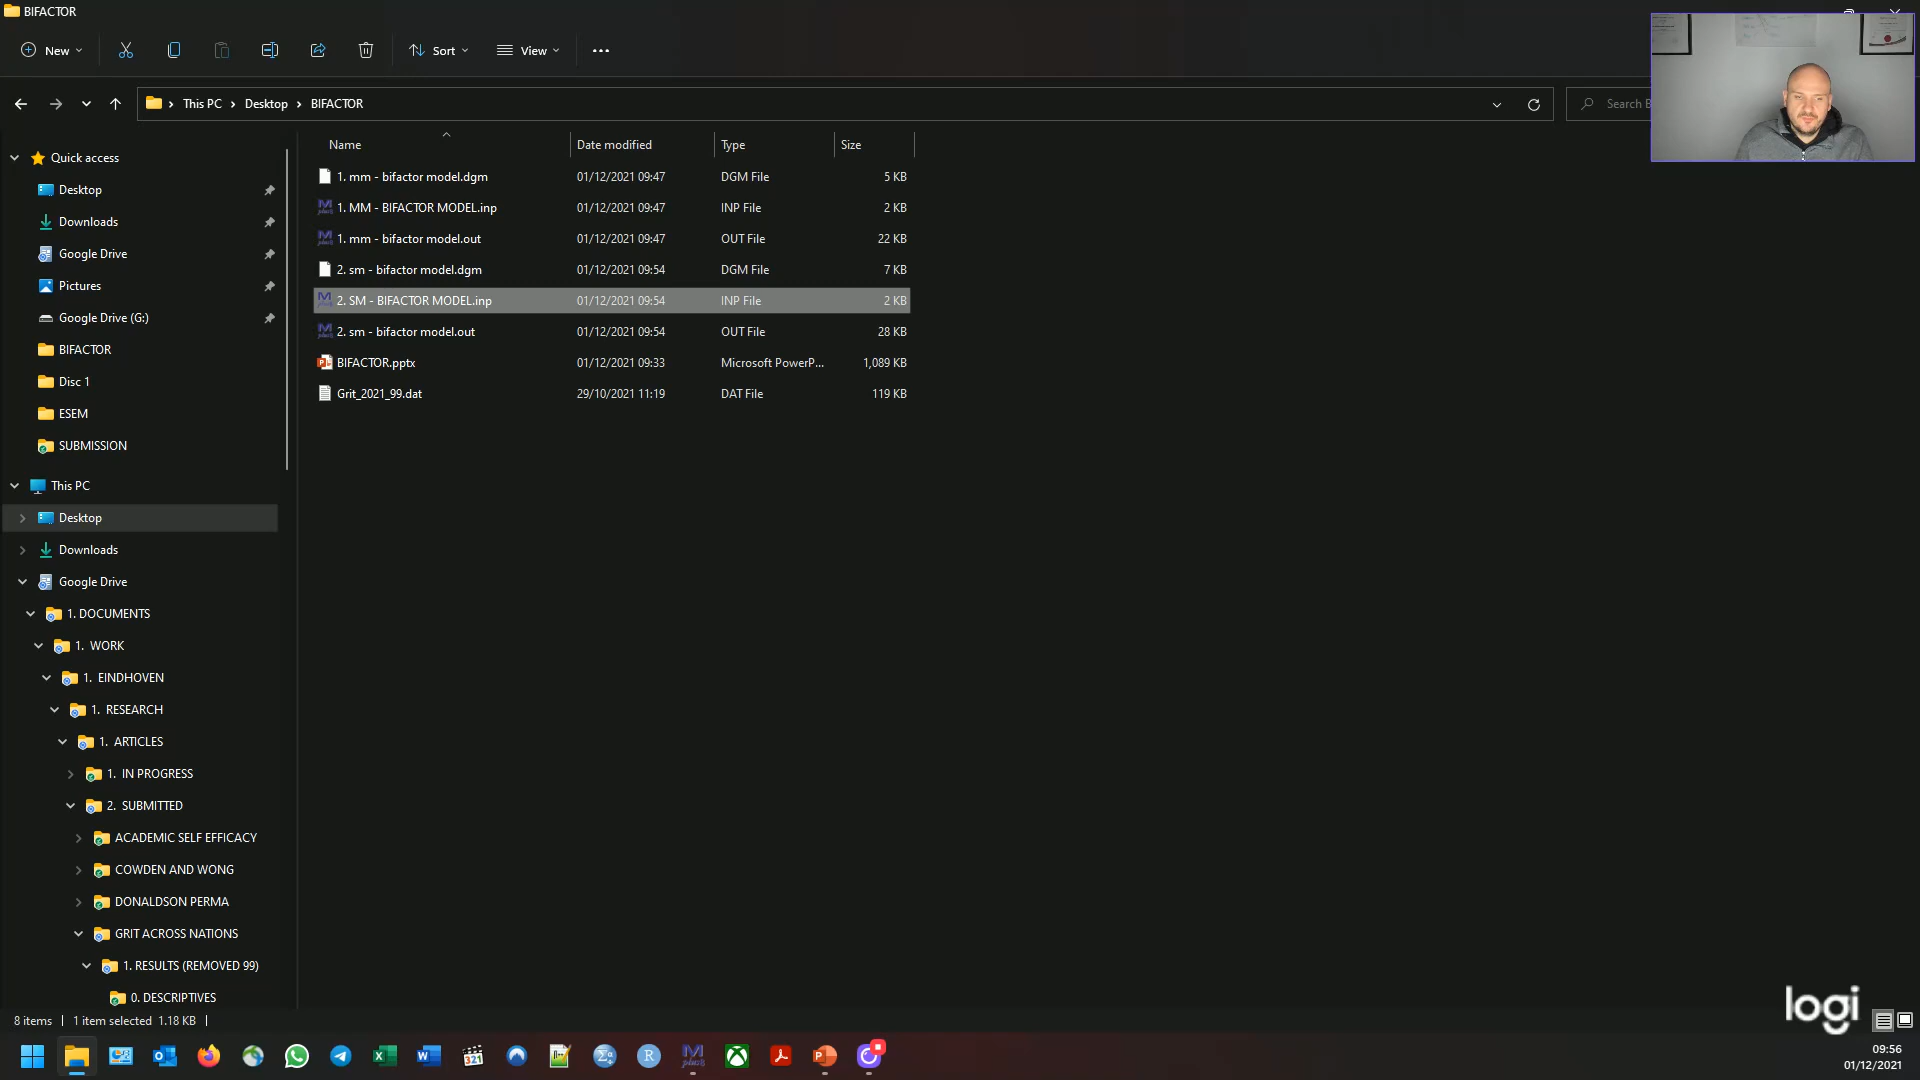 BIFACTOR
New
Sort
View
This PC
Desktop
BIFACTOR
Search B
Name
Date modified
Type
Size
1. mm - bifactor model.dgm 01/12/2021 09:47 DGM File 5 KB
1. MM - BIFACTOR MODEL.inp 01/12/2021 09:47 INP File 2 KB
1. mm - bifactor model.out 01/12/2021 09:47 OUT File 22 KB
2. sm - bifactor model.dgm 01/12/2021 09:54 DGM File 7 KB
2. SM - BIFACTOR MODEL.inp 01/12/2021 09:54 INP File 2 KB
2. sm - bifactor model.out 01/12/2021 09:54 OUT File 28 KB
BIFACTOR.pptx 01/12/2021 09:33 Microsoft PowerP... 1,089 KB
Grit_2021_99.dat 29/10/2021 11:19 DAT File 119 KB
Quick access
Desktop
Downloads
Google Drive
Pictures
Google Drive (G:)
BIFACTOR
Disc 1
ESEM
SUBMISSION
This PC
Desktop
Downloads
Google Drive
1. DOCUMENTS
1. WORK
1. EINDHOVEN
1. RESEARCH
1. ARTICLES
1. IN PROGRESS
2. SUBMITTED
ACADEMIC SELF EFFICACY
COWDEN AND WONG
DONALDSON PERMA
GRIT ACROSS NATIONS
1. RESULTS (REMOVED 99)
0. DESCRIPTIVES
8 items
1 item selected 1.18 KB
logi
09:56
01/12/2021